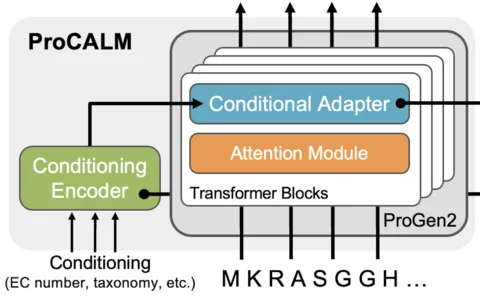 ProCALM
Conditional Adapter
Attention Module
Conditioning
Encoder
Transformer Blocks
ProGen2
Conditioning
(EC number, taxonomy, etc.)
M K R A S G G H ...